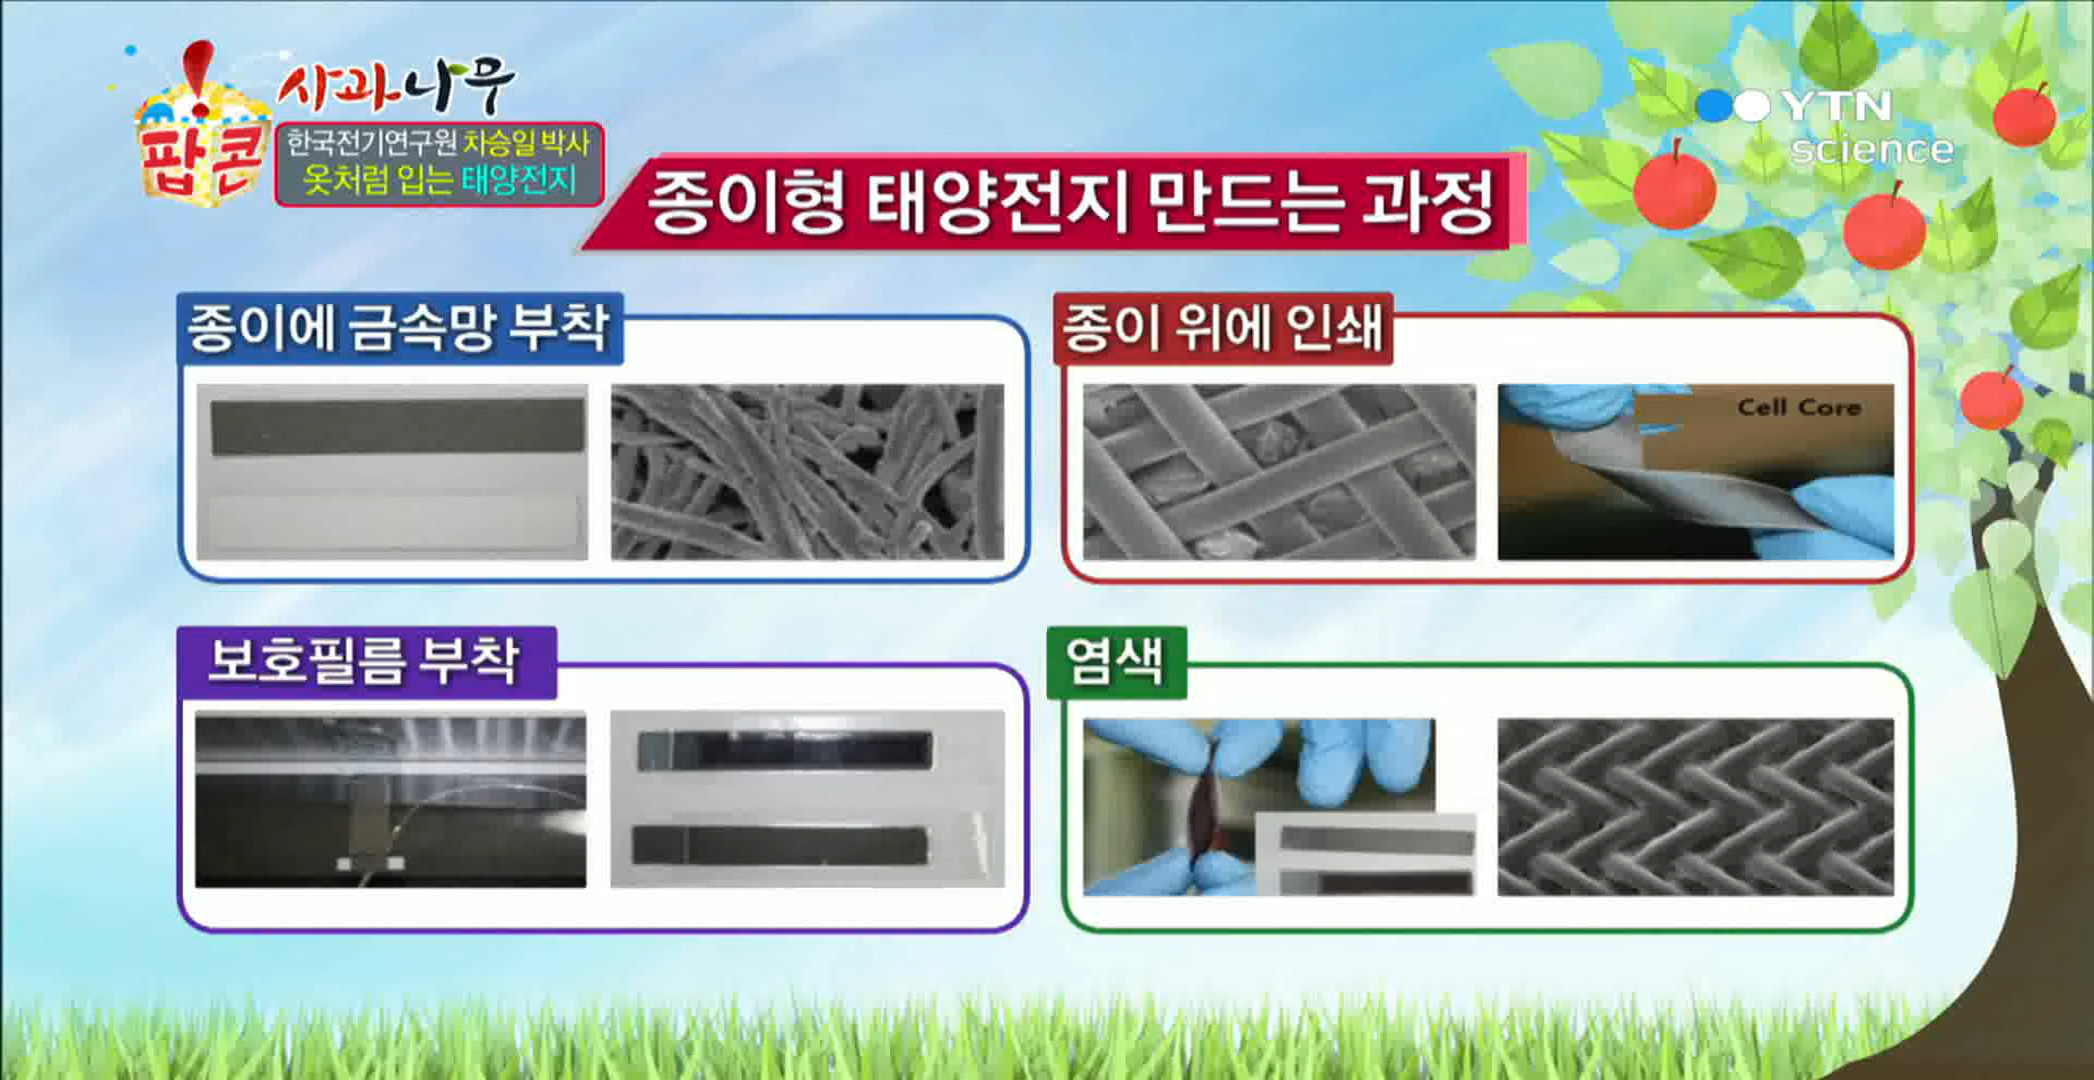 사과나무
팝콘
한국전기연구원 차승일 박사
옷처럼 입는 태양전지
YTN
science
종이형 태양전지 만드는 과정
종이에 금속망 부착
종이 위에 인쇄
Cell Core
보호필름 부착
염색